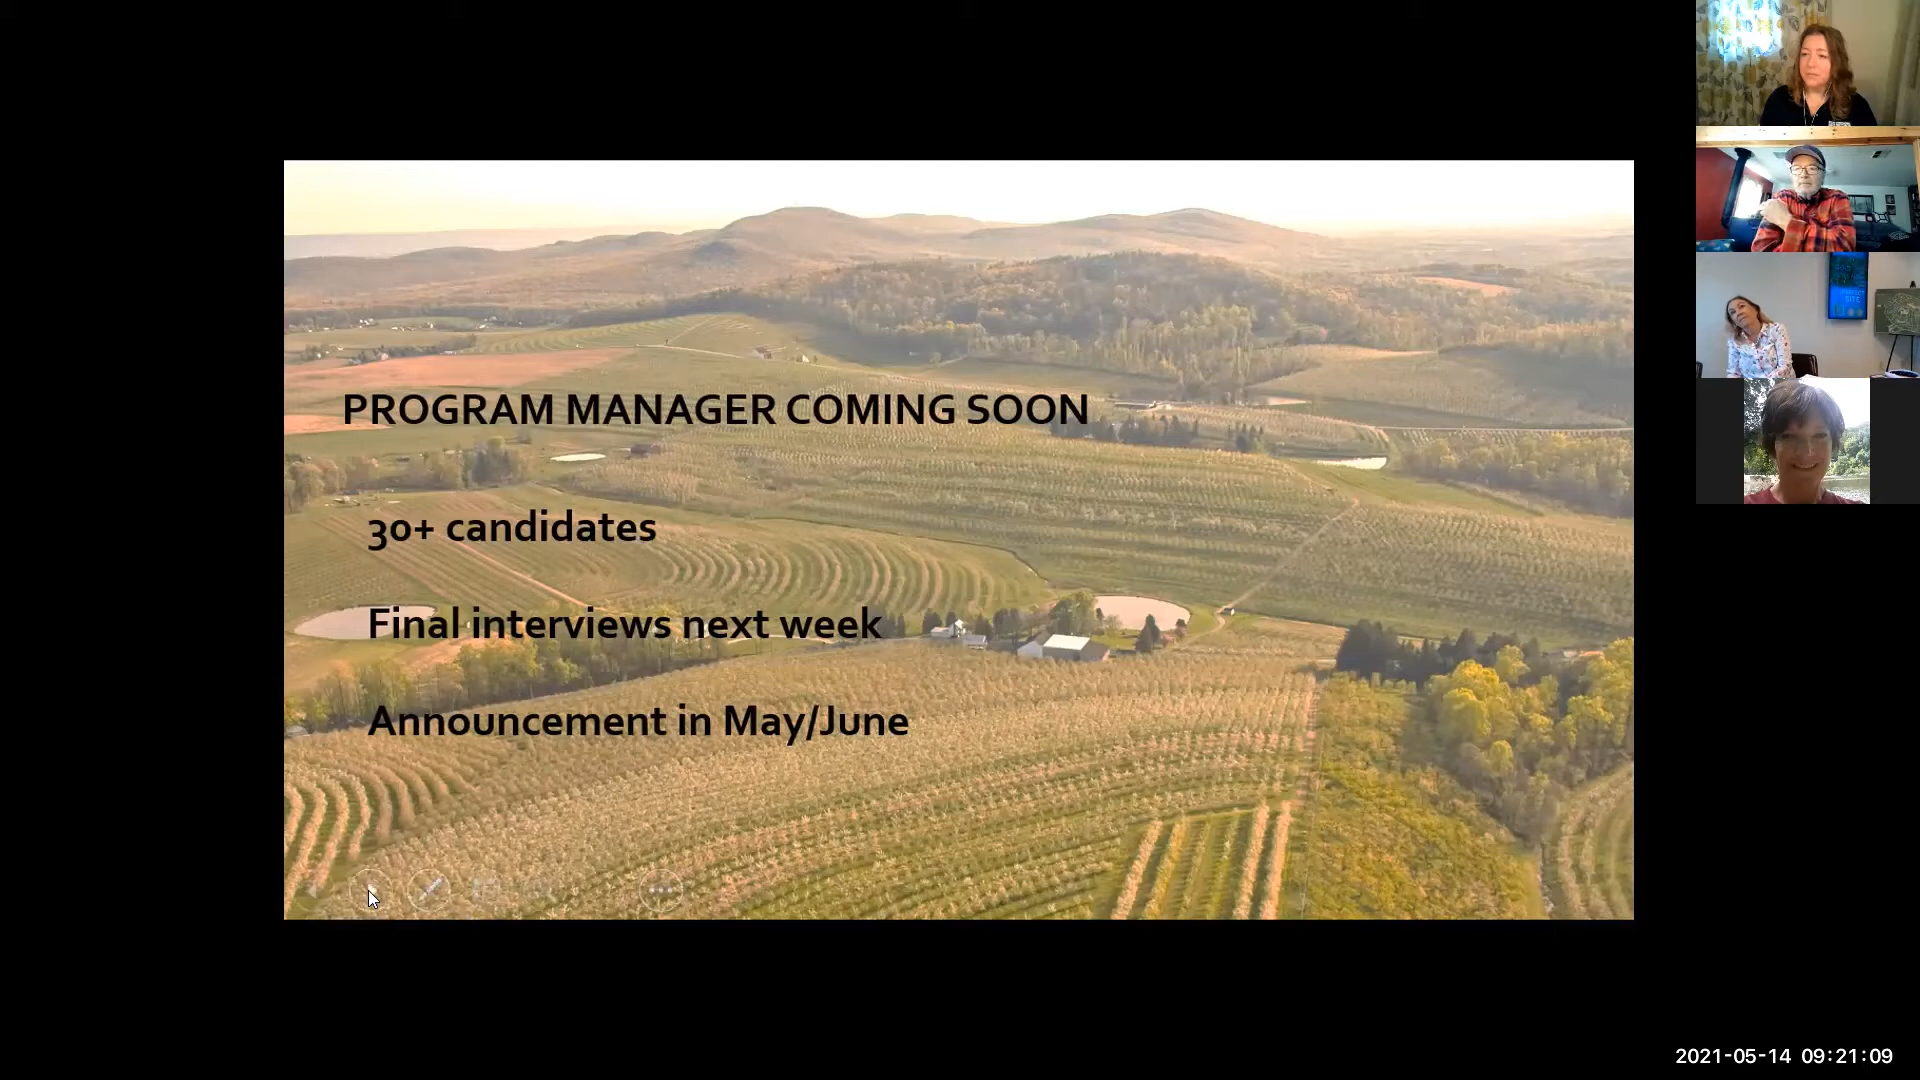 PROGRAM MANAGER COMING SOON
30+ candidates
Final interviews next week
Announcement in May/June
SITE
2021-05-14 09:21:09